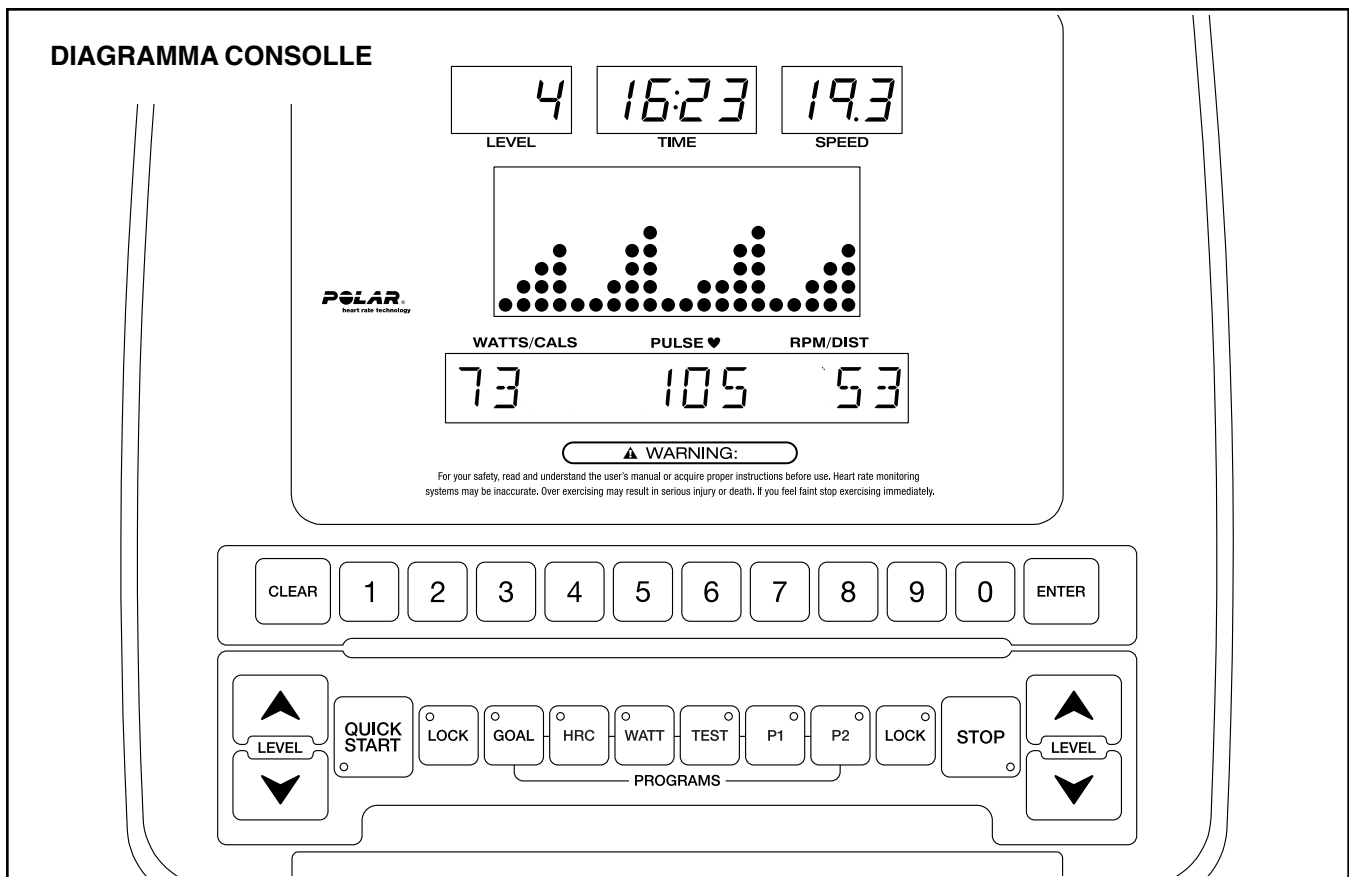 DIAGRAMMA CONSOLLE
4 16:23 19.3
LEVEL TIME SPEED
POLAR®
heart rate technology
WATTS/CALS PULSE ♥ RPM/DIST
73 105 53
⚠ WARNING:
For your safety, read and understand the user's manual or acquire proper instructions before use. Heart rate monitoring
systems may be inaccurate. Over exercising may result in serious injury or death. If you feel faint stop exercising immediately.
CLEAR 1 2 3 4 5 6 7 8 9 0 ENTER
LEVEL
QUICK
START
LOCK GOAL HRC WATT TEST P1 P2 LOCK STOP
LEVEL
PROGRAMS